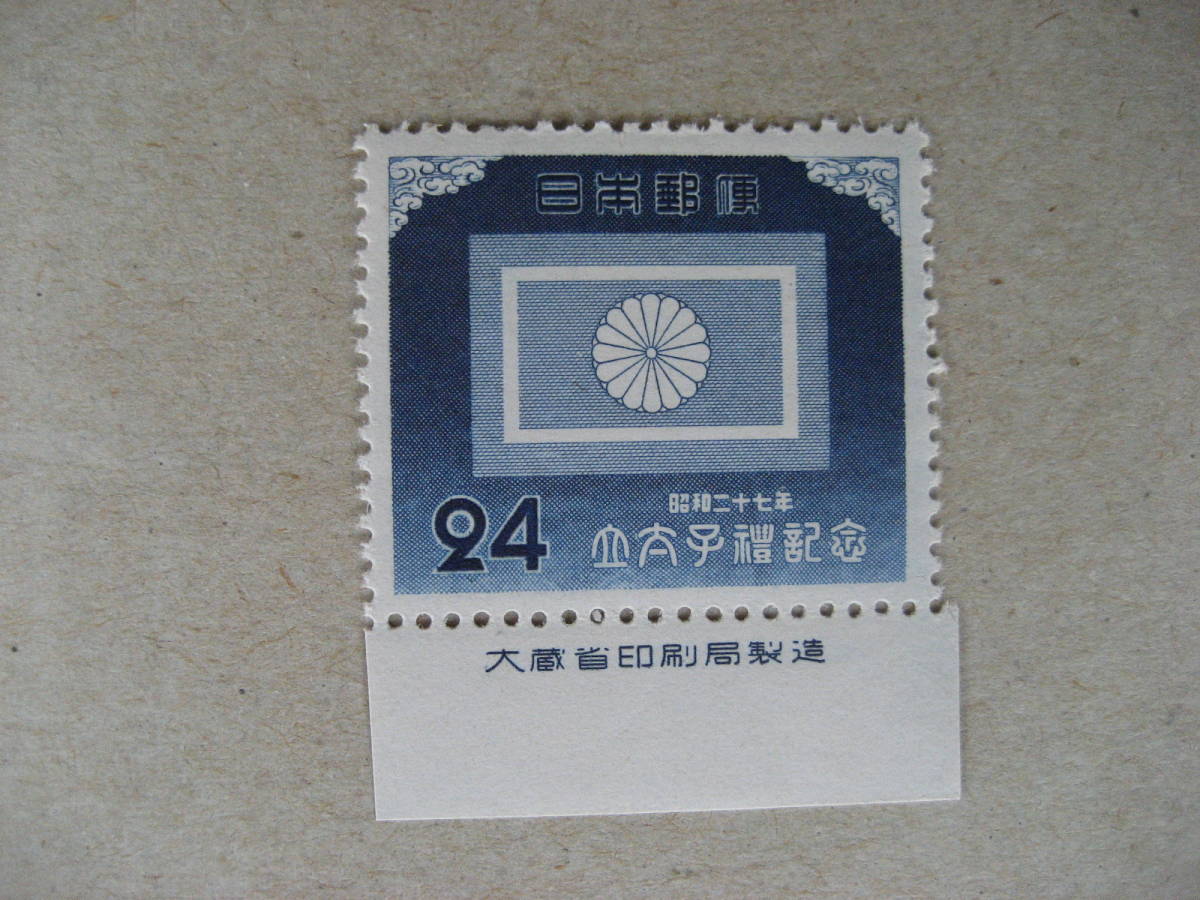 日本郵便
昭和二十七年
24
立太子禮記念
大蔵省印刷局製造